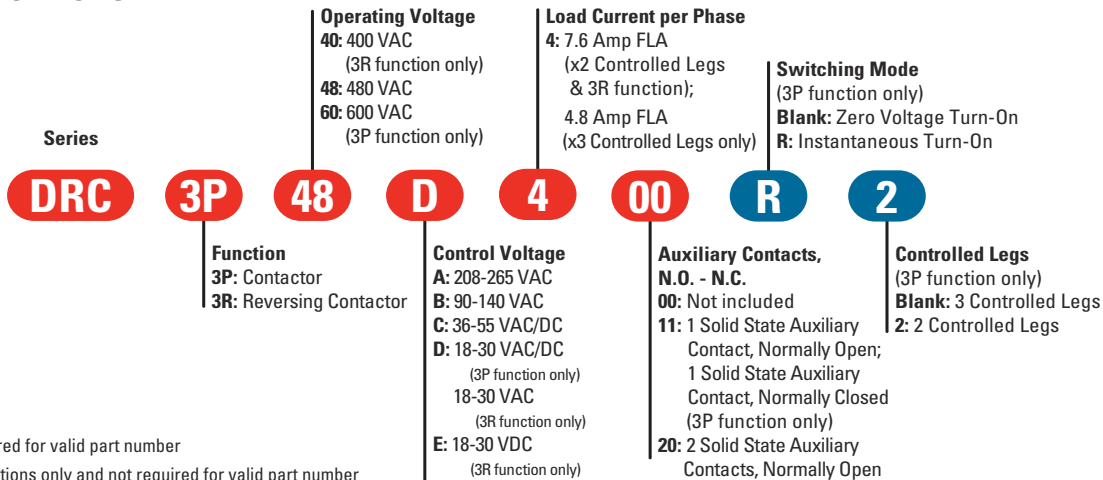 Operating Voltage
40: 400 VAC
(3R function only)
48: 480 VAC
60: 600 VAC
(3P function only)
Load Current per Phase
4: 7.6 Amp FLA
(x2 Controlled Legs
& 3R function);
4.8 Amp FLA
(x3 Controlled Legs only)
Switching Mode
(3P function only)
Blank: Zero Voltage Turn-On
R: Instantaneous Turn-On
Series
DRC 3P 48 D 4 00 R 2
Function
3P: Contactor
3R: Reversing Contactor
Control Voltage
A: 208-265 VAC
B: 90-140 VAC
C: 36-55 VAC/DC
D: 18-30 VAC/DC
(3P function only)
18-30 VAC
(3R function only)
E: 18-30 VDC
(3R function only)
Auxiliary Contacts,
N.O. - N.C.
00: Not included
11: 1 Solid State Auxiliary
Contact, Normally Open;
1 Solid State Auxiliary
Contact, Normally Closed
(3P function only)
20: 2 Solid State Auxiliary
Contacts, Normally Open
Controlled Legs
(3P function only)
Blank: 3 Controlled Legs
2: 2 Controlled Legs
for valid part number
only and not required for valid part number